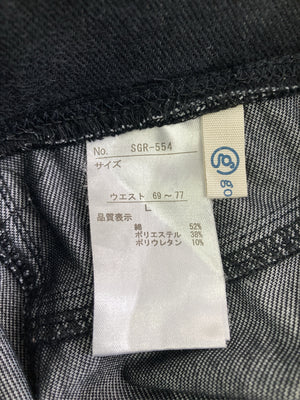 No. SGR-554
サイズ
ウエスト 69～77
L
品質表示
綿 52%
ポリエステル 38%
ポリウレタン 10%
go